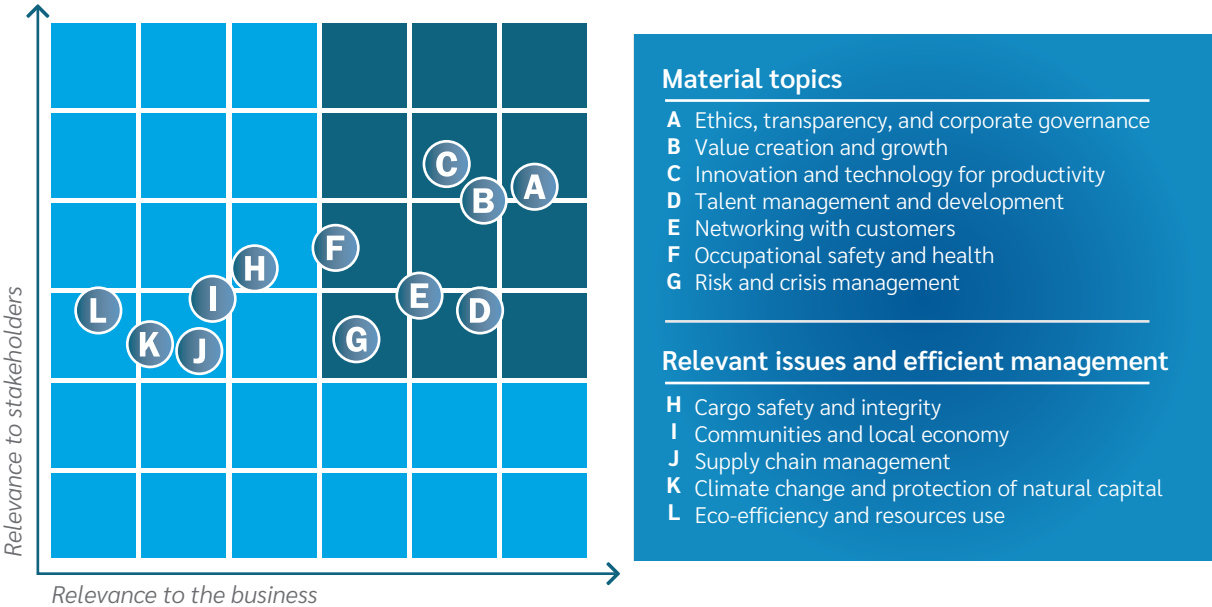 Relevance to stakeholders
C
B
A
F
H
L
I
E
D
K
J
G
Relevance to the business
Material topics
A Ethics, transparency, and corporate governance
B Value creation and growth
C Innovation and technology for productivity
D Talent management and development
E Networking with customers
F Occupational safety and health
G Risk and crisis management
Relevant issues and efficient management
H Cargo safety and integrity
I Communities and local economy
J Supply chain management
K Climate change and protection of natural capital
L Eco-efficiency and resources use